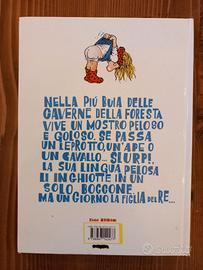 NELLA PIÙ BUIA DELLE
CAVERNE DELLA FORESTA
VIVE UN MOSTRO PELOSO
E GOLOSO. SE PASSA
UN LEPROTTO, UN'APE O
UN CAVALLO... SLURP!,
LA SUA LINGUA PELOSA
LI INGHIOTTE IN UN
SOLO BOCCONE.
MA UN GIORNO LA FIGLIA DEL RE...